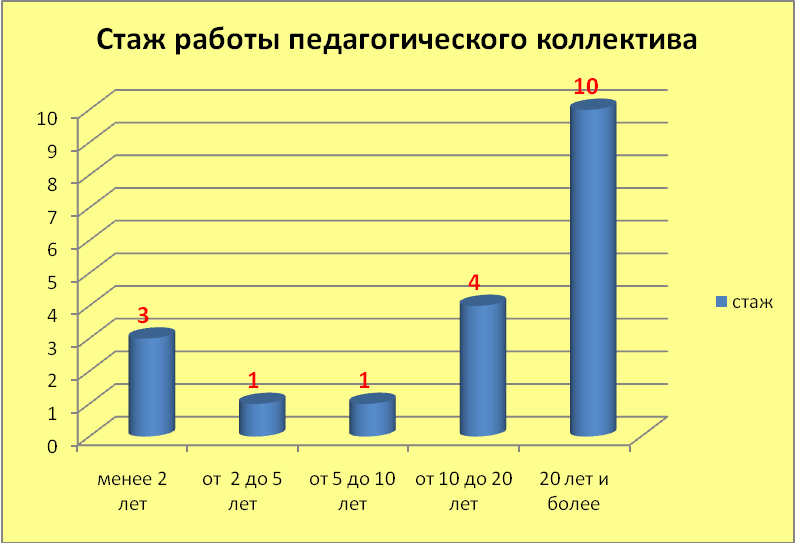 Стаж работы педагогического коллектива
10
9
8
7
6
5
4
3
2
1
0
3
1
1
4
10
менее 2
лет
от  2 до 5
лет
от 5 до 10
лет
от 10 до 20
лет
20 лет и
более
стаж